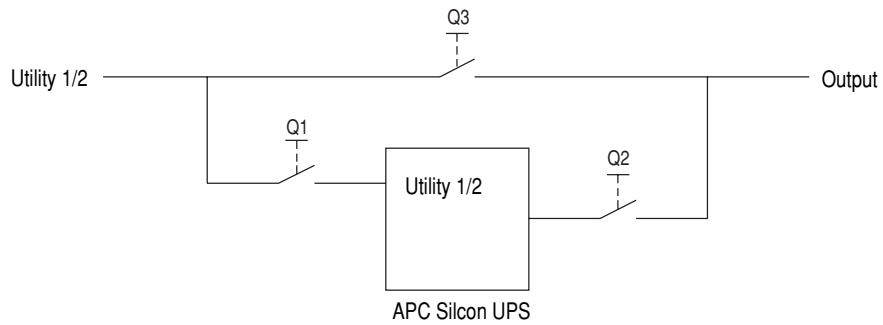 Q3
Utility 1/2
Output
Q1
Q2
Utility 1/2
APC Silcon UPS